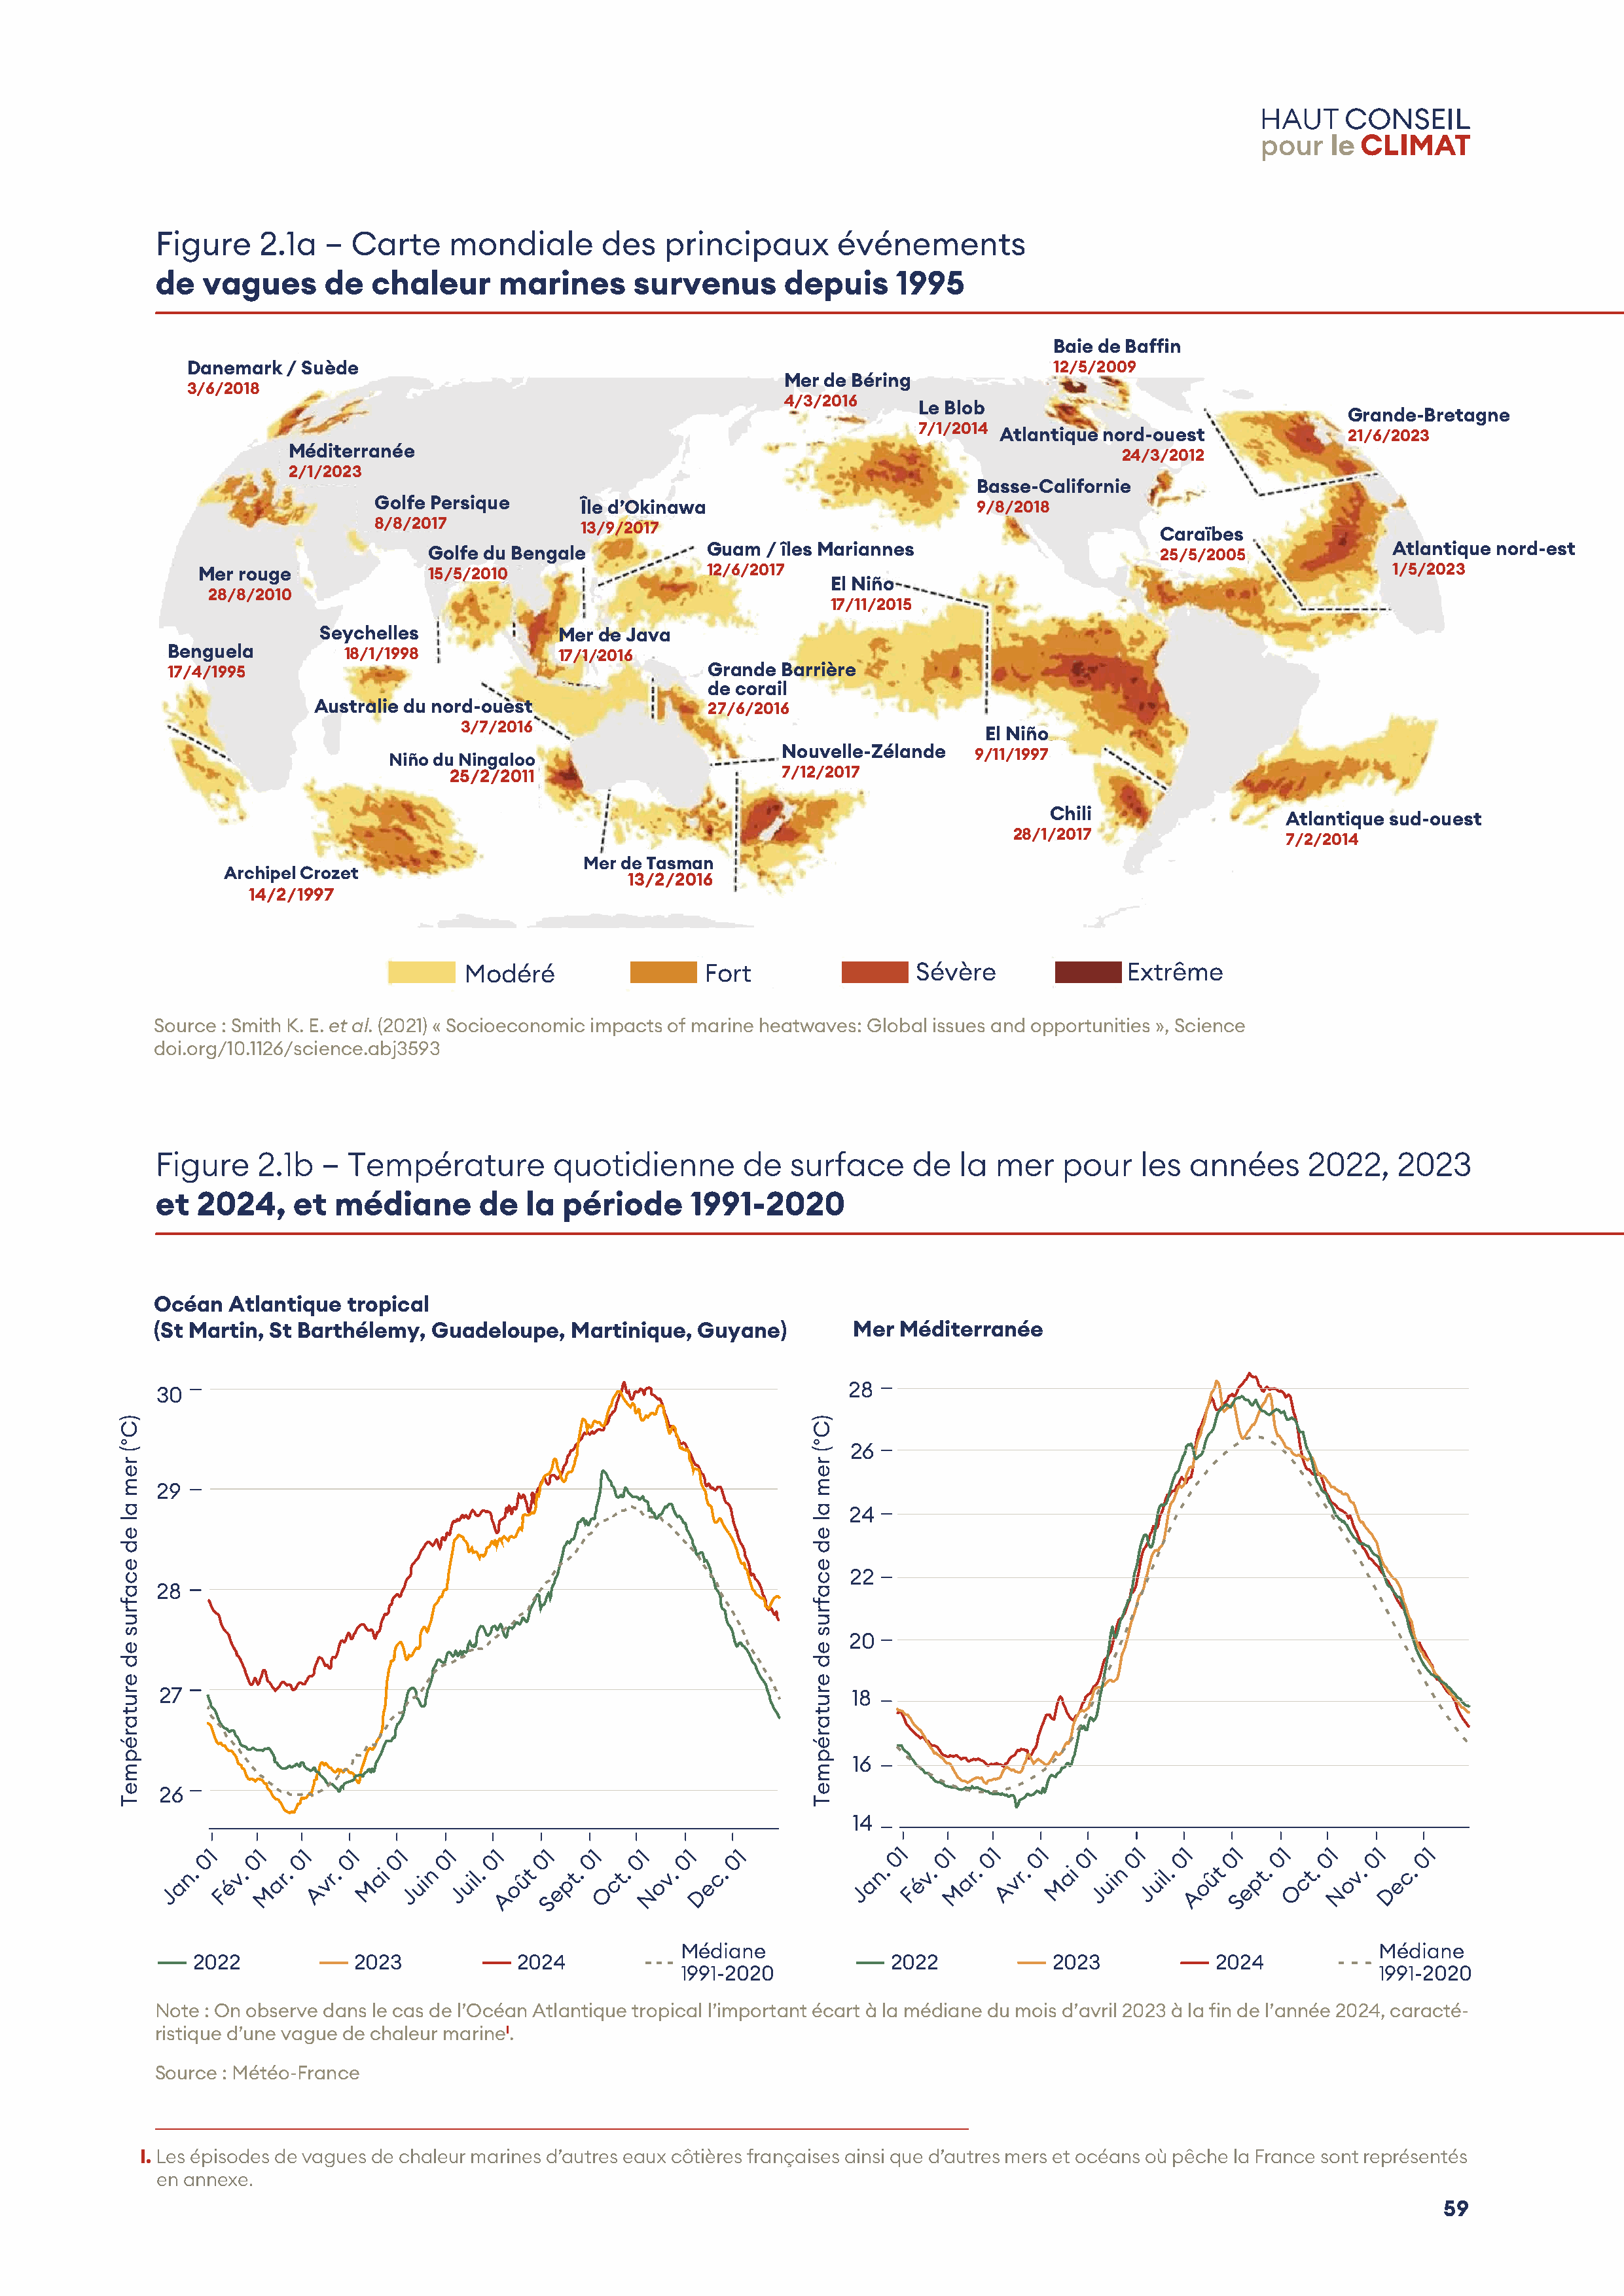 HAUT CONSEIL
pour le CLIMAT
Figure 2.1a – Carte mondiale des principaux événements
de vagues de chaleur marines survenus depuis 1995
Baie de Baffin
12/5/2009
Danemark / Suède
3/6/2018
Mer de Béring
4/3/2016
Le Blob
7/1/2014
Atlantique nord-ouest
24/3/2012
Grande-Bretagne
21/6/2023
Méditerranée
2/1/2023
Golfe Persique
8/8/2017
Île d'Okinawa
13/9/2017
Basse-Californie
9/8/2018
Caraïbes
25/5/2005
Atlantique nord-est
1/5/2023
Golfe du Bengale
15/5/2010
Guam / îles Mariannes
12/6/2017
Mer rouge
28/8/2010
El Niño
17/11/2015
Seychelles
18/1/1998
Mer de Java
17/1/2016
Benguela
17/4/1995
Grande Barrière
de corail
27/6/2016
Australie du nord-ouest
3/7/2016
El Niño
9/11/1997
Niño du Ningaloo
25/2/2011
Nouvelle-Zélande
7/12/2017
Chili
28/1/2017
Atlantique sud-ouest
7/2/2014
Mer de Tasman
13/2/2016
Archipel Crozet
14/2/1997
Modéré Fort Sévère Extrême
Source : Smith K. E. et al. (2021) « Socioeconomic impacts of marine heatwaves: Global issues and opportunities », Science
doi.org/10.1126/science.abj3593
Figure 2.1b – Température quotidienne de surface de la mer pour les années 2022, 2023
et 2024, et médiane de la période 1991-2020
Océan Atlantique tropical
(St Martin, St Barthélemy, Guadeloupe, Martinique, Guyane)
Température de surface de la mer (°C)
30
29
28
27
26
Jan. 01 Fév. 01 Mar. 01 Avr. 01 Mai 01 Juin 01 Juil. 01 Août 01 Sept. 01 Oct. 01 Nov. 01 Dec. 01
2022 2023 2024 Médiane
1991-2020
Mer Méditerranée
Température de surface de la mer (°C)
28
26
24
22
20
18
16
14
Jan. 01 Fév. 01 Mar. 01 Avr. 01 Mai 01 Juin 01 Juil. 01 Août 01 Sept. 01 Oct. 01 Nov. 01 Dec. 01
2022 2023 2024 Médiane
1991-2020
Note : On observe dans le cas de l'Océan Atlantique tropical l'important écart à la médiane du mois d'avril 2023 à la fin de l'année 2024, caracté-
ristique d'une vague de chaleur marineI.
Source : Météo-France
I. Les épisodes de vagues de chaleur marines d'autres eaux côtières françaises ainsi que d'autres mers et océans où pêche la France sont représentés
en annexe.
59